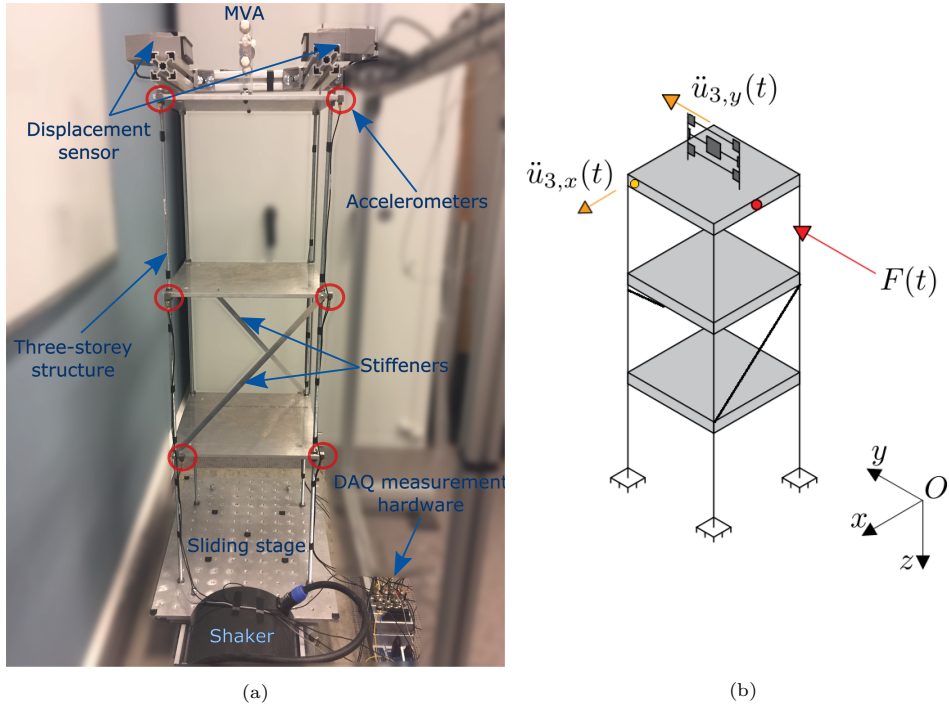 MVA
Displacement
sensor
Accelerometers
Three-storey
structure
Stiffeners
DAQ measurement
hardware
Sliding stage
Shaker
(a)
ü₃,y(t)
ü₃,x(t)
F(t)
y
O
x
z
(b)